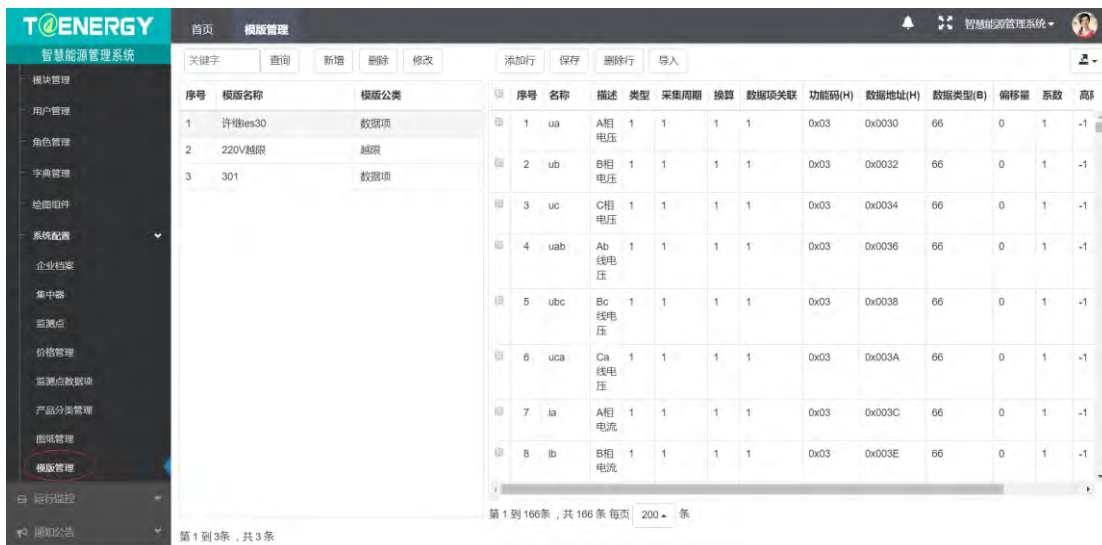 T@ENERGY
智慧能源管理系统
首页 模版管理
智慧能源管理系统
模块管理
用户管理
角色管理
字典管理
绘图组件
系统配置
企业档案
集中器
监测点
价格管理
监测点数据项
产品分类管理
图纸管理
模版管理
运行监控
通知公告
关键字 查询 新增 删除 修改
序号 模版名称 模版公类
1 许继les30 数据项
2 220V越限 越限
3 301 数据项
第 1 到 3条 , 共 3 条
添加行 保存 删除行 导入
序号 名称 描述 类型 采集周期 换算 数据项关联 功能码(H) 数据地址(H) 数据类型(B) 偏移量 系数
1 ua A相电压 1 1 1 1 0x03 0x0030 66 0 1 -1
2 ub B相电压 1 1 1 1 0x03 0x0032 66 0 1 -1
3 uc C相电压 1 1 1 1 0x03 0x0034 66 0 1 -1
4 uab Ab线电压 1 1 1 1 0x03 0x0036 66 0 1 -1
5 ubc Bc线电压 1 1 1 1 0x03 0x0038 66 0 1 -1
6 uca Ca线电压 1 1 1 1 0x03 0x003A 66 0 1 -1
7 ia A相电流 1 1 1 1 0x03 0x003C 66 0 1 -1
8 ib B相电流 1 1 1 1 0x03 0x003E 66 0 1 -1
第 1 到 166条 , 共 166 条 每页 200 条